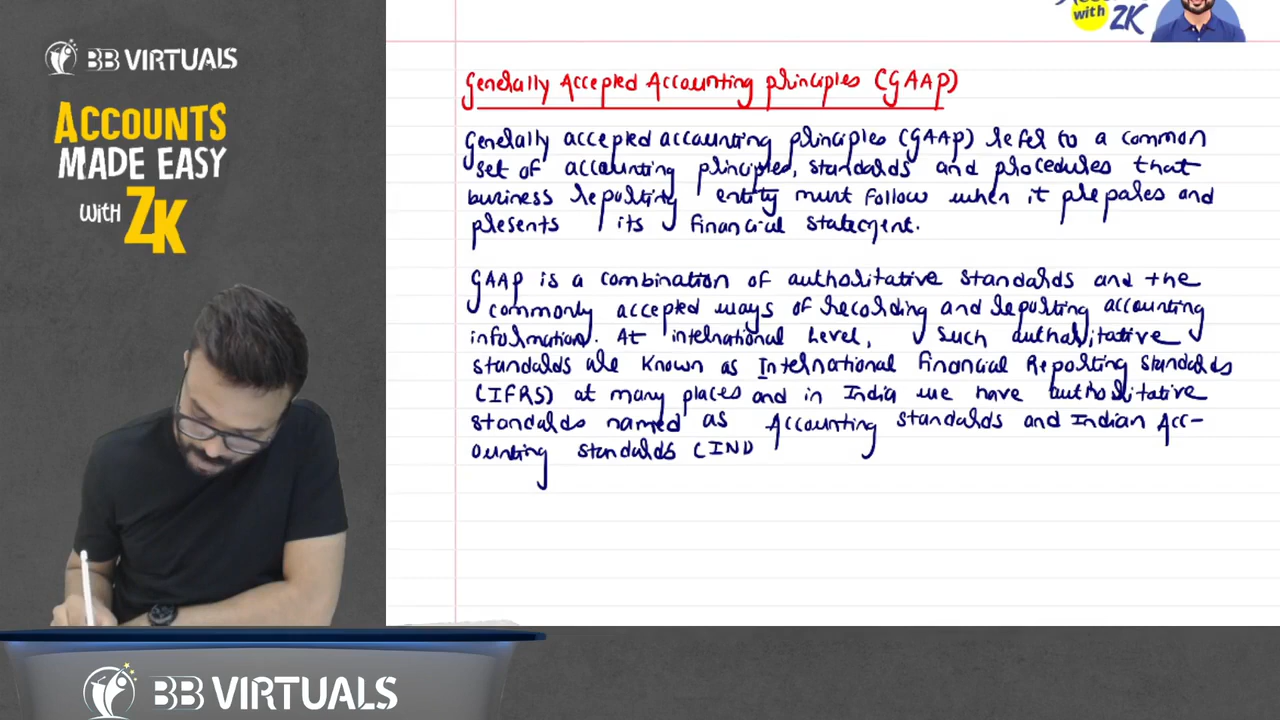 BB VIRTUALS
ACCOUNTS
MADE EASY
with ZK
with ZK
Generally Accepted Accounting principles (GAAP)
Generally accepted accounting principles (GAAP) refer to a common
set of accounting principles, standards and procedures that
business reporting entity must follow when it prepares and
presents its financial statement.
GAAP is a combination of authoritative standards and the
commonly accepted ways of recording and reporting accounting
information. At international Level, such authoritative
standards are known as International Financial Reporting Standards
(IFRS) at many places and in India we have authoritative
standards named as Accounting standards and Indian Acc-
ounting standards (IND
BB VIRTUALS